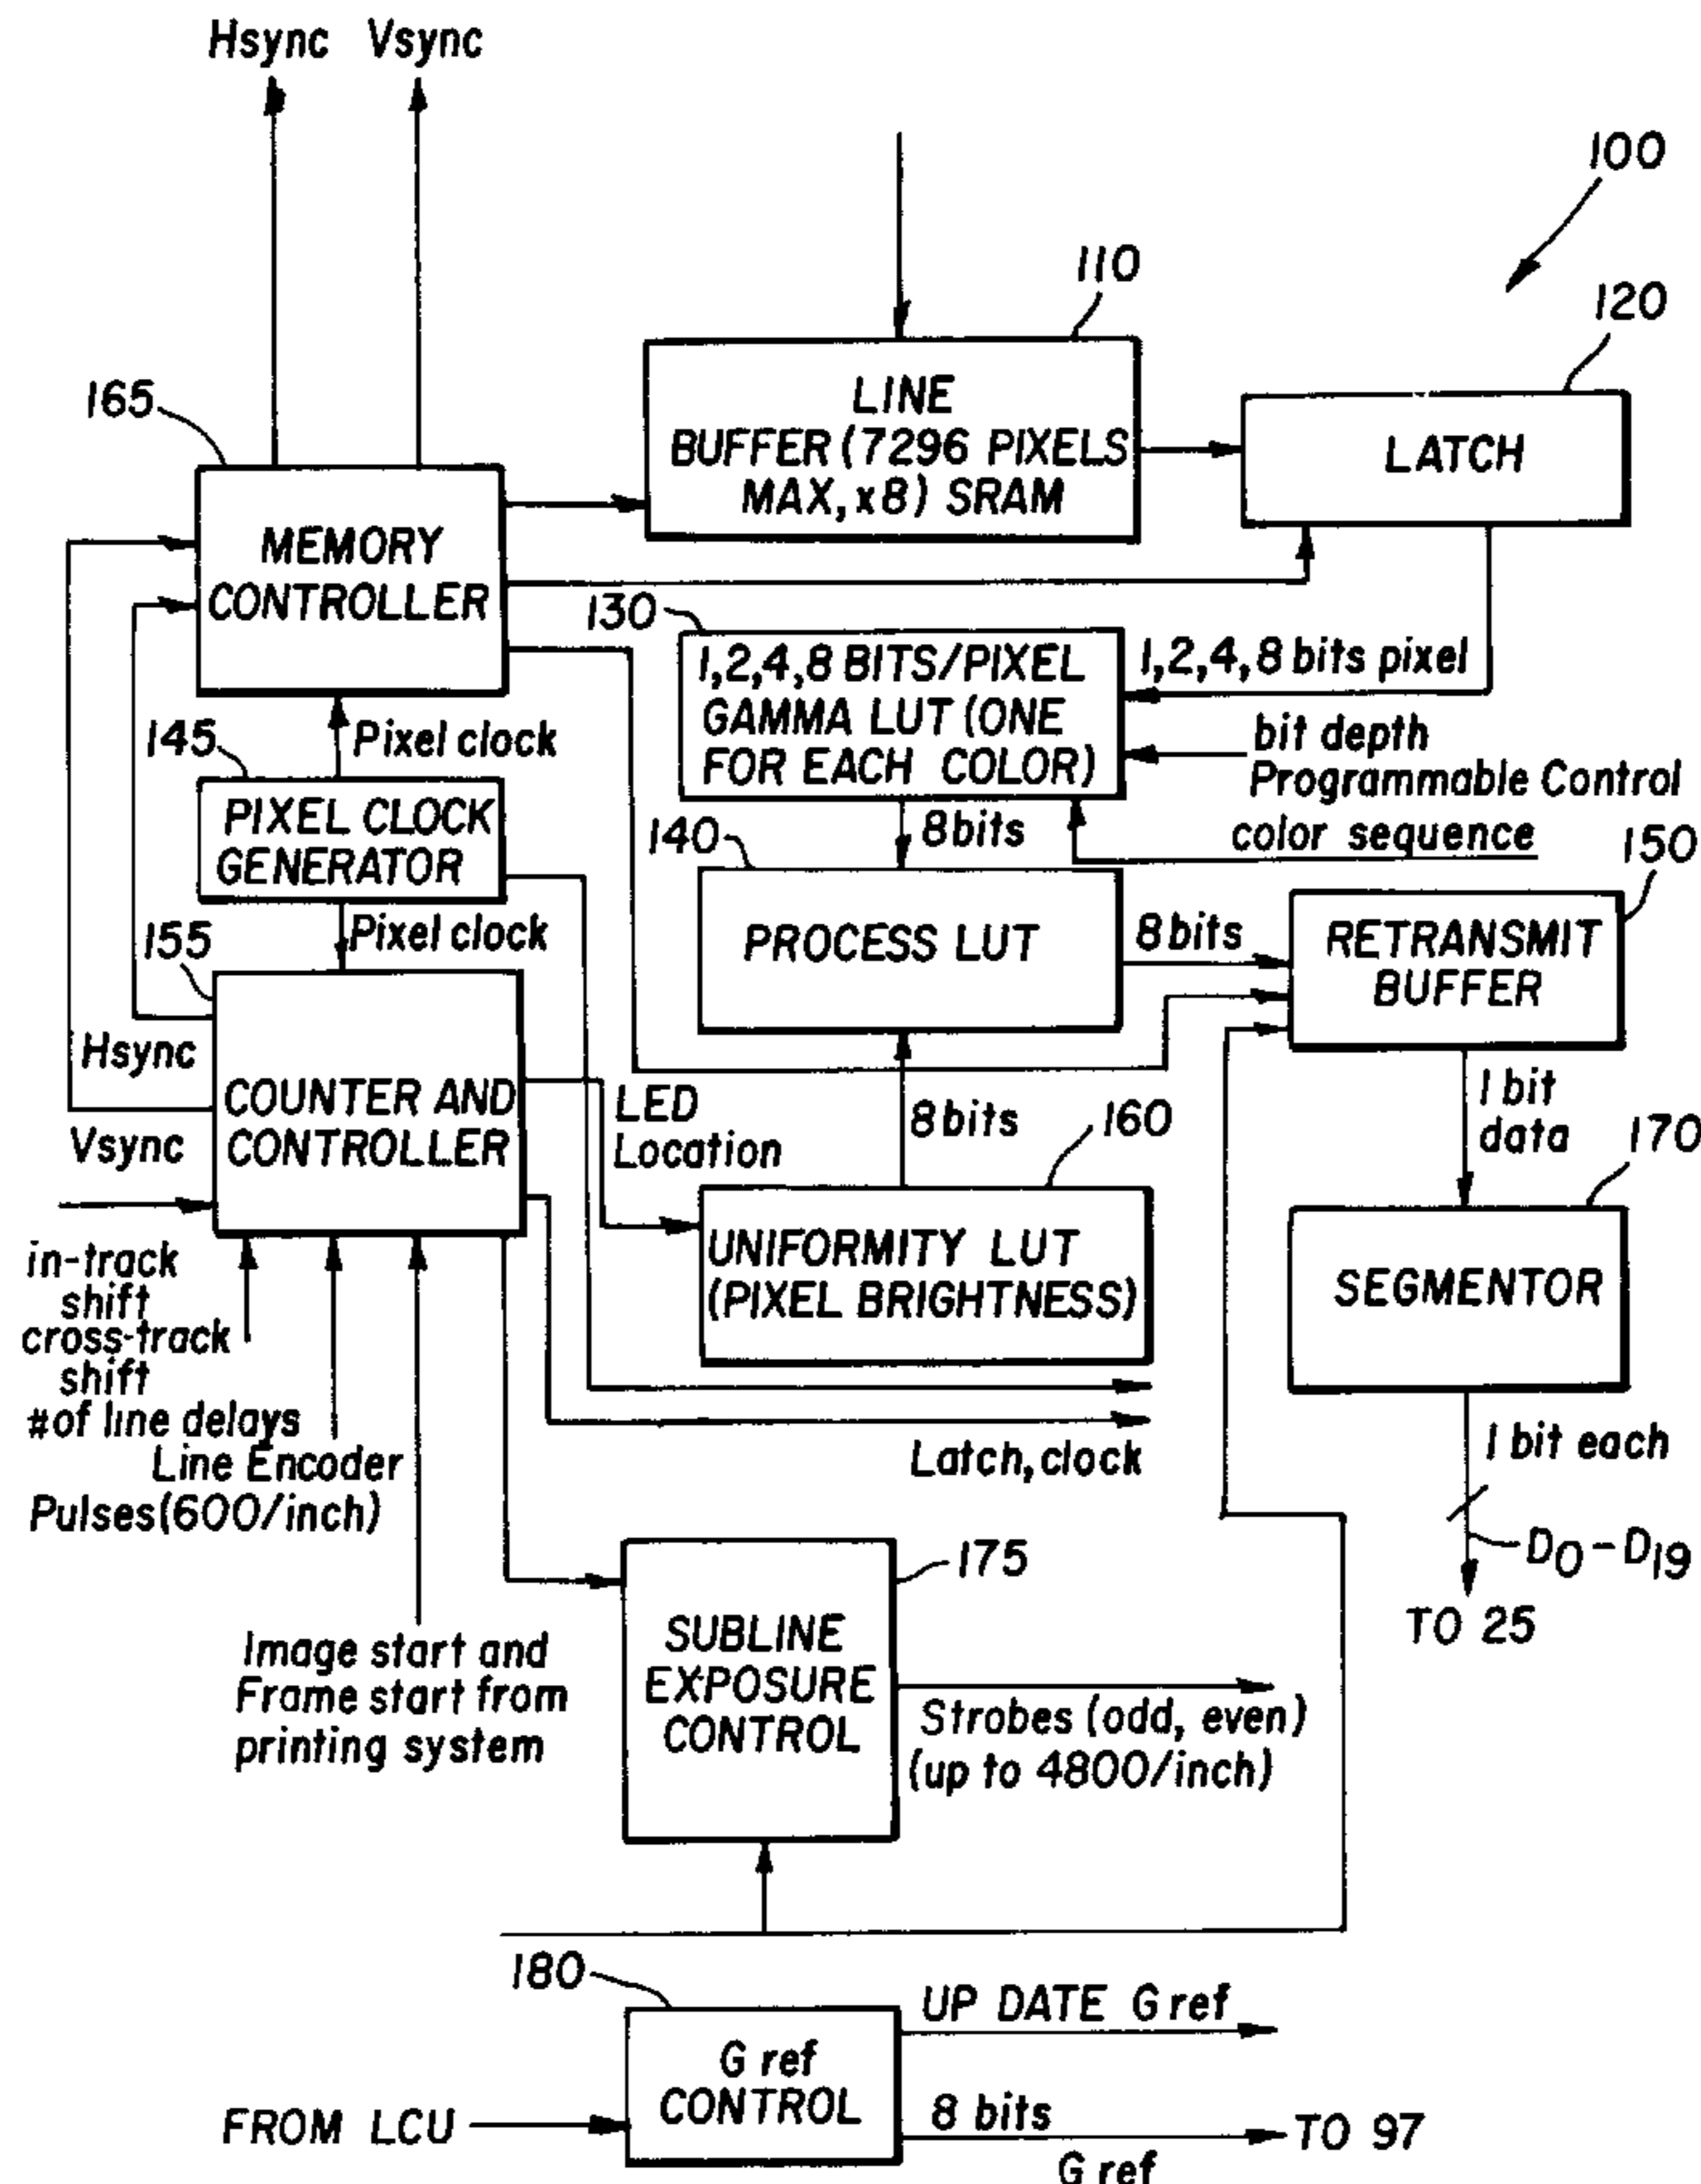 Hsync Vsync
100
110
120
165
LINE
BUFFER (7296 PIXELS
MAX, x8) SRAM
LATCH
MEMORY
CONTROLLER
130
1,2,4,8 BITS/PIXEL
GAMMA LUT (ONE
FOR EACH COLOR)
1,2,4,8 bits pixel
bit depth
Programmable Control
color sequence
145
Pixel clock
PIXEL CLOCK
GENERATOR
8 bits
140
150
Pixel clock
155
PROCESS LUT
8 bits
RETRANSMIT
BUFFER
Hsync
COUNTER AND
CONTROLLER
Vsync
LED
Location
8 bits
160
1 bit
data
170
UNIFORMITY LUT
(PIXEL BRIGHTNESS)
SEGMENTOR
in-track
shift
cross-track
shift
# of line delays
Line Encoder
Pulses (600/inch)
Latch, clock
1 bit each
D0 - D19
TO 25
175
Image start and
Frame start from
printing system
SUBLINE
EXPOSURE
CONTROL
Strobes (odd, even)
(up to 4800/inch)
180
UP DATE G ref
G ref
CONTROL
FROM LCU
8 bits
TO 97
G ref